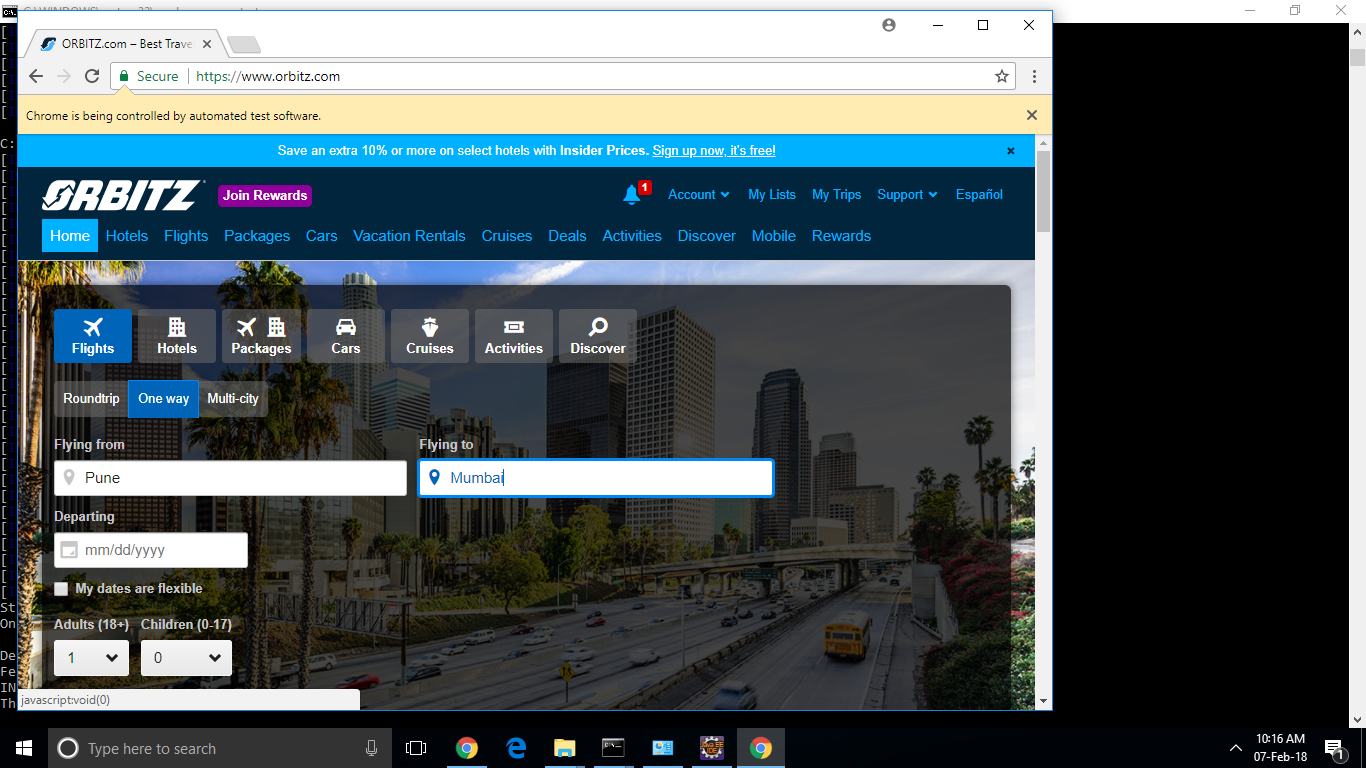 ORBITZ.com – Best Trave
Secure https://www.orbitz.com
Chrome is being controlled by automated test software.
Save an extra 10% or more on select hotels with Insider Prices. Sign up now, it's free!
ORBITZ Join Rewards 1 Account My Lists My Trips Support Español
Home Hotels Flights Packages Cars Vacation Rentals Cruises Deals Activities Discover Mobile Rewards
Flights Hotels Packages Cars Cruises Activities Discover
Roundtrip One way Multi-city
Flying from Flying to
Pune Mumbai
Departing
mm/dd/yyyy
My dates are flexible
Adults (18+) Children (0-17)
1 0
javascript:void(0)
C:
[
St
On
De
Fe
IN
Th
Type here to search
10:16 AM
07-Feb-18
1